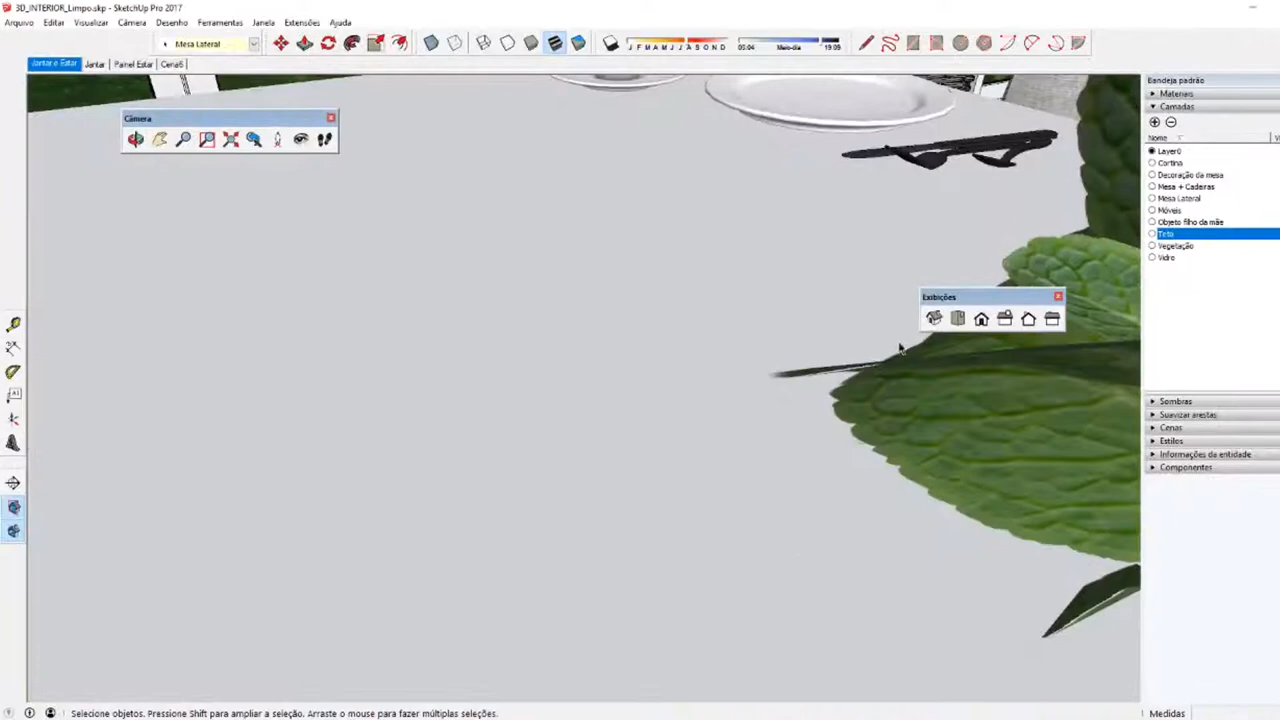 3D_INTERIOR_Limpo.skp - SketchUp Pro 2017
Arquivo Editar Visualizar Câmera Desenho Ferramentas Janela Extensões Ajuda
Mesa Lateral
J F M A M J J A S O N D 06:04 Meio-dia 19:09
Jantar e Estar Jantar Painel Estar Cena6
Câmera
Exibições
Bandeja padrão
Materiais
Camadas
Nome
Layer0
Cortina
Decoração da mesa
Mesa + Cadeiras
Mesa Lateral
Móveis
Objeto filho da mãe
Teto
Vegetação
Vidro
Sombras
Suavizar arestas
Cenas
Estilos
Informações da entidade
Componentes
Selecione objetos. Pressione Shift para ampliar a seleção. Arraste o mouse para fazer múltiplas seleções.
Medidas